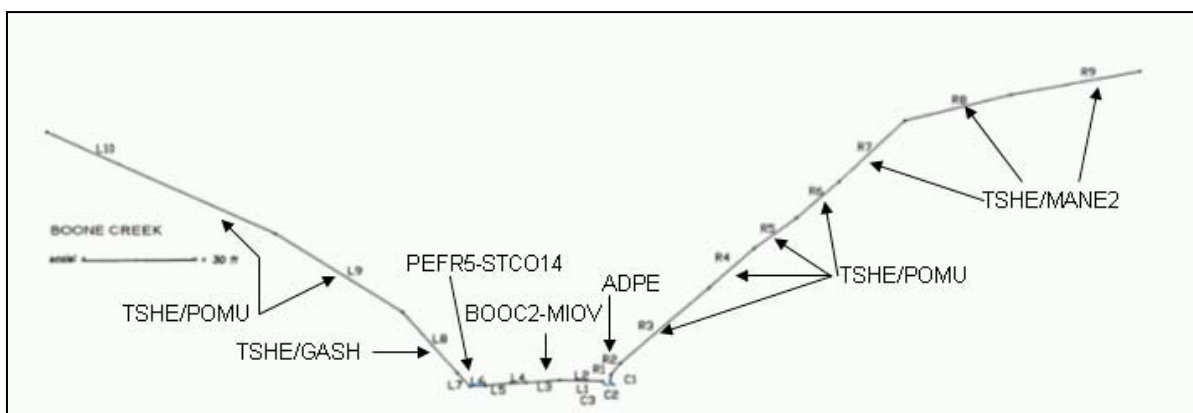 R9
R8
L10
R7
R6
TSHE/MANE2
BOONE CREEK
R5
= 30 ft
R4
PEFR5-STCO14
L9
ADPE
TSHE/POMU
TSHE/POMU
BOOC2-MIOV
R3
L8
TSHE/GASH
R2
R1
L7 L6 L5 L4 L3 L2 L1
C1
C2
C3